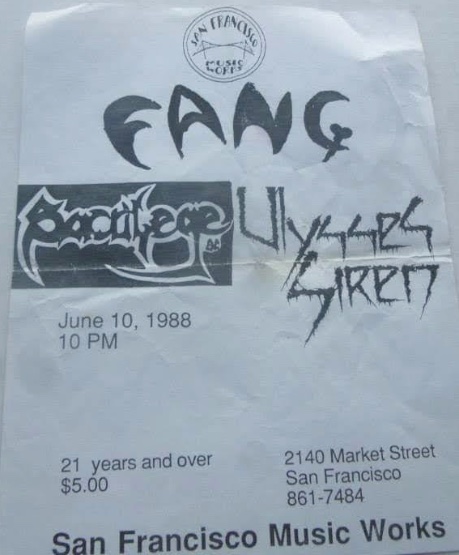 SAN FRANCISCO
MUSIC
WORKS
FANG
Sacrilege
BC
Ulysses
Siren
June 10, 1988
10 PM
21 years and over
$5.00
2140 Market Street
San Francisco
861-7484
San Francisco Music Works